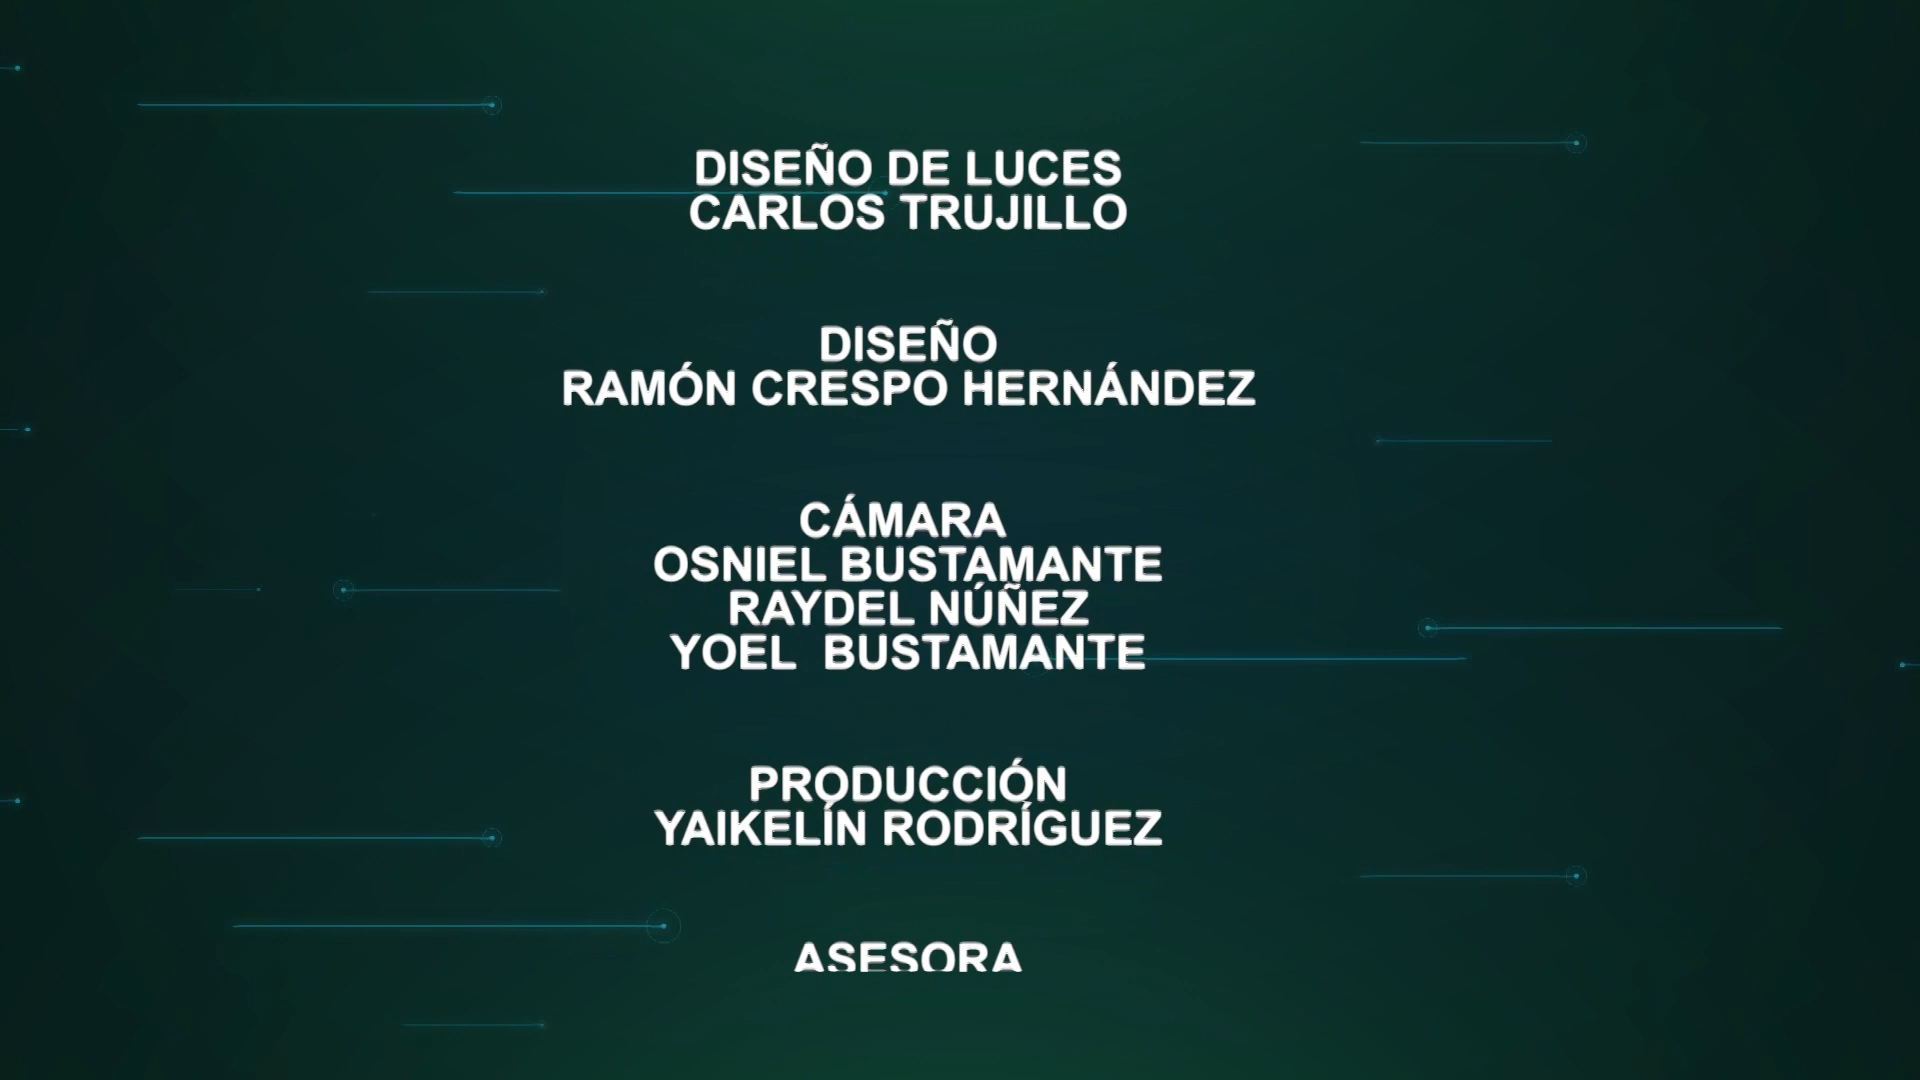 DISEÑO DE LUCES
CARLOS TRUJILLO
DISEÑO
RAMÓN CRESPO HERNÁNDEZ
CÁMARA
OSNIEL BUSTAMANTE
RAYDEL NÚÑEZ
YOEL  BUSTAMANTE
PRODUCCIÓN
YAIKELÍN RODRÍGUEZ
ASESORA